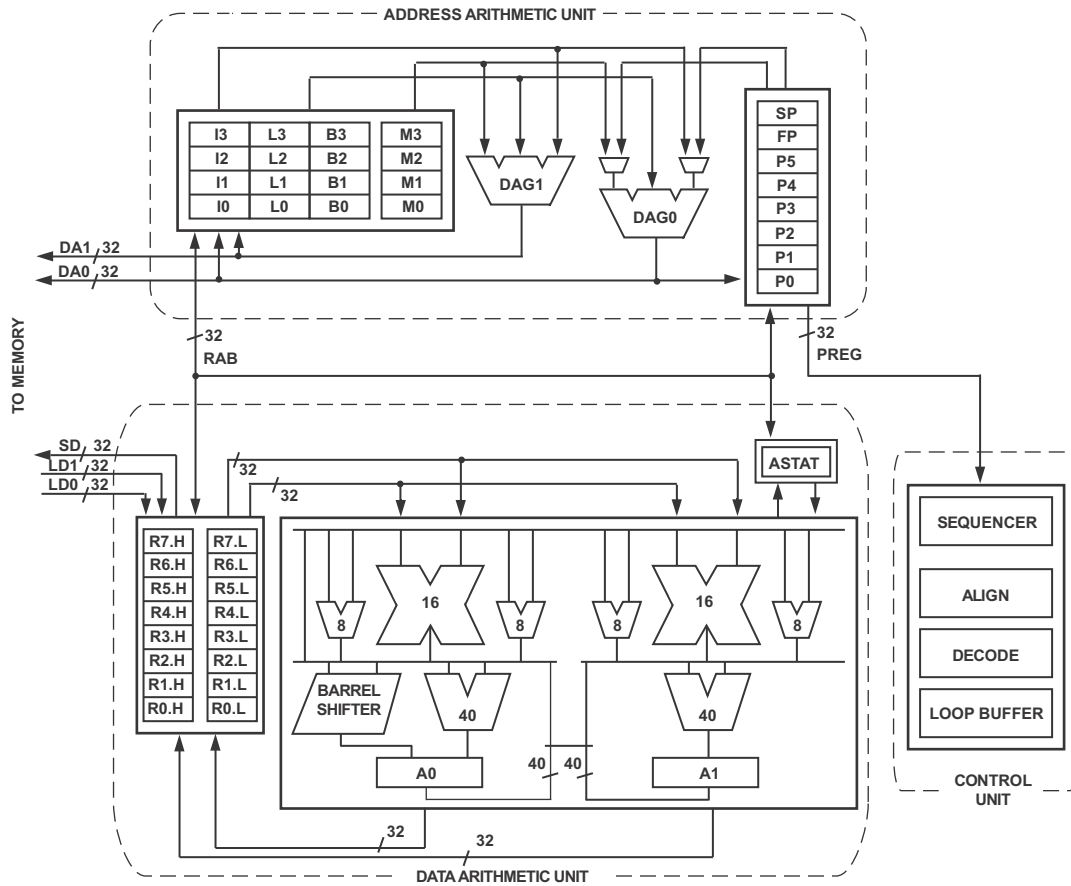 ADDRESS ARITHMETIC UNIT
I3 L3 B3 M3
I2 L2 B2 M2
I1 L1 B1 M1
I0 L0 B0 M0
DAG1
DAG0
SP
FP
P5
P4
P3
P2
P1
P0
DA1 32
DA0 32
32
RAB
32
PREG
TO MEMORY
SD 32
LD1 32
LD0 32
32
32
ASTAT
R7.H R7.L
R6.H R6.L
R5.H R5.L
R4.H R4.L
R3.H R3.L
R2.H R2.L
R1.H R1.L
R0.H R0.L
8 16 8 8 16 8
BARREL
SHIFTER
40 40
A0 40 40 A1
32
32
DATA ARITHMETIC UNIT
SEQUENCER
ALIGN
DECODE
LOOP BUFFER
CONTROL
UNIT